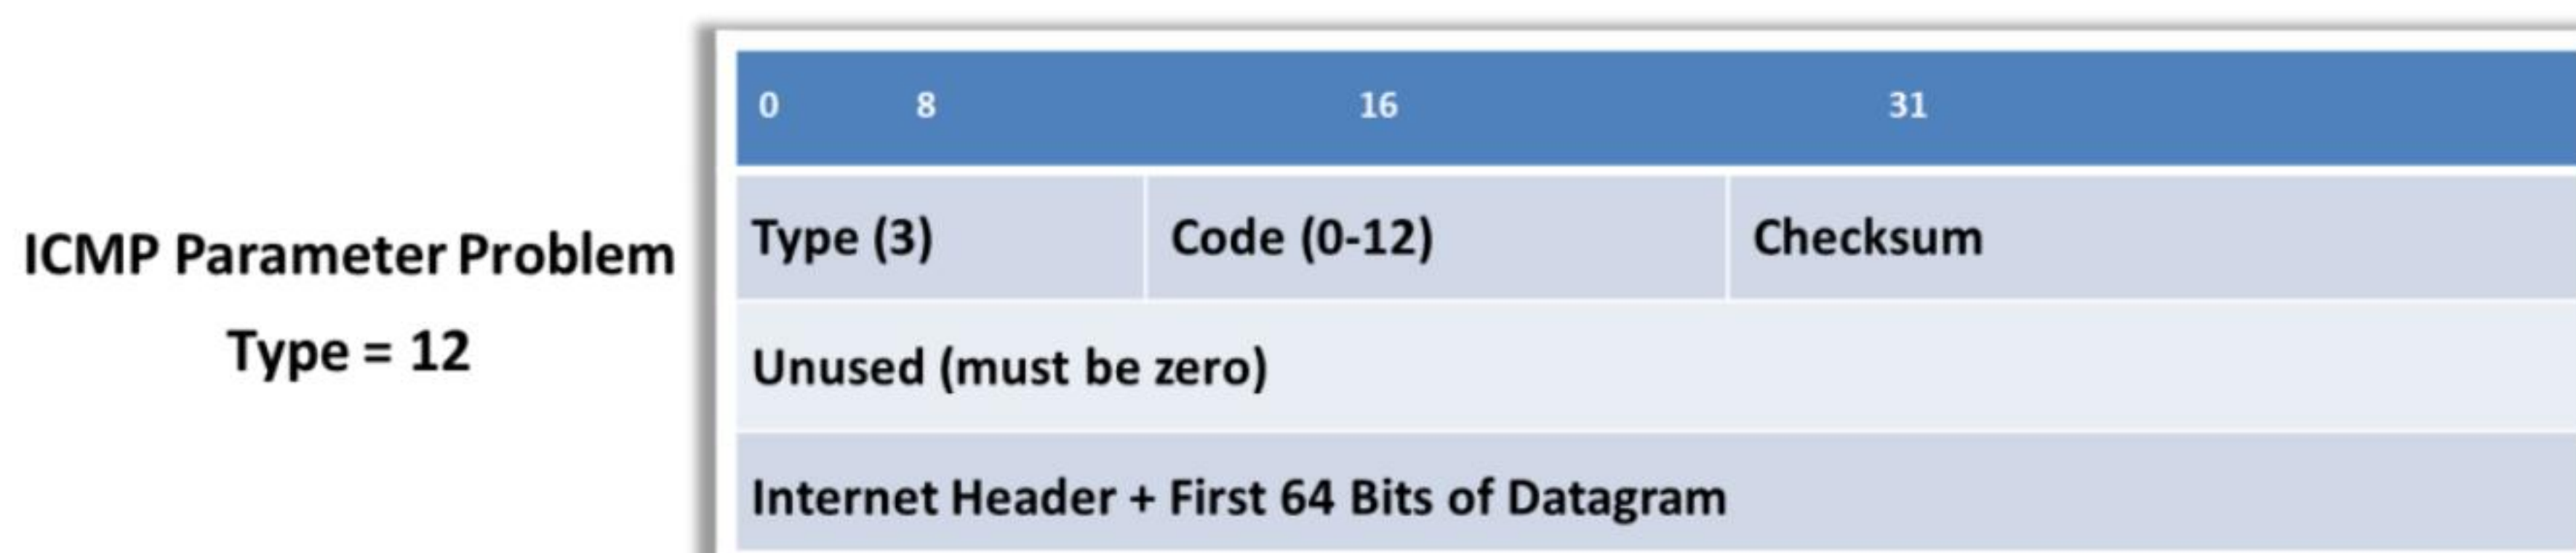 0 8 16 31
Type (3) Code (0-12) Checksum
ICMP Parameter Problem
Type = 12
Unused (must be zero)
Internet Header + First 64 Bits of Datagram